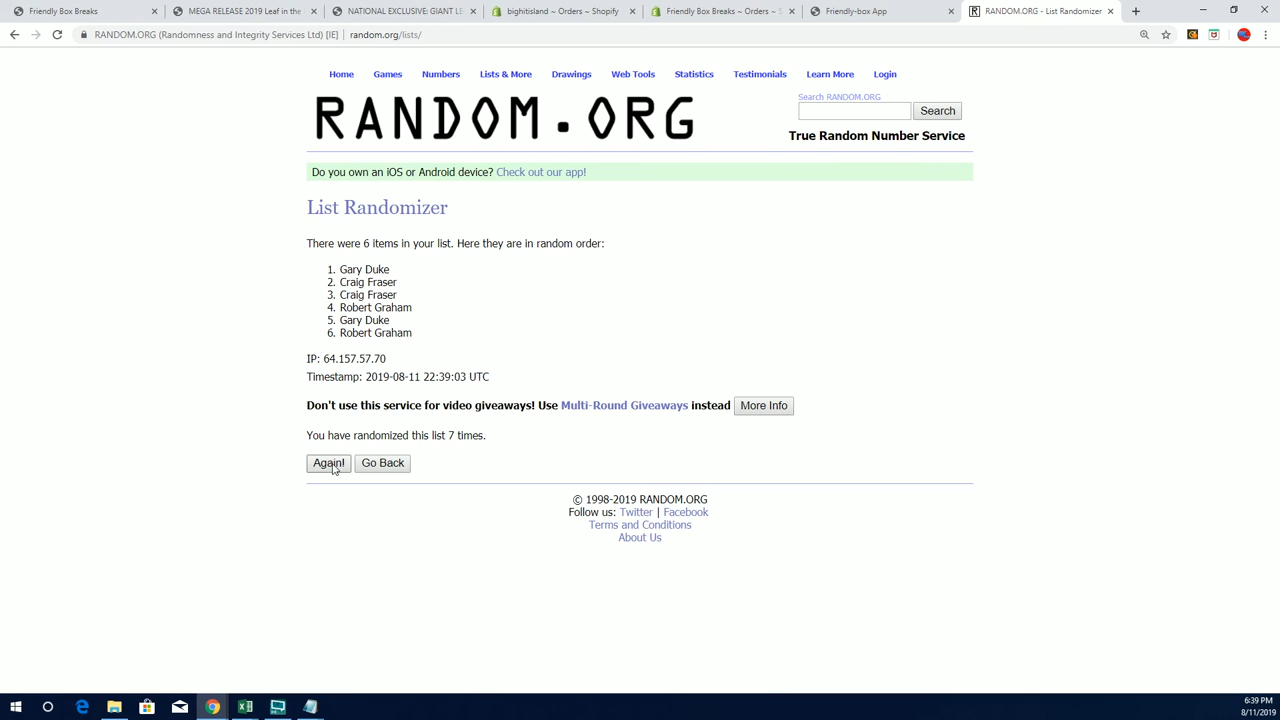 Friendly Box Breaks
MEGA RELEASE 2019 Leaf in the
NATIONAL EXCLUSIVE: GIANT LE
bighitisland ~ Orders ~ Shopify
Friendly Box Breaks ~ Orders ~ S
Friendly-box App
RANDOM.ORG - List Randomizer
RANDOM.ORG (Randomness and Integrity Services Ltd) [IE] | random.org/lists/
Home Games Numbers Lists & More Drawings Web Tools Statistics Testimonials Learn More Login
RANDOM.ORG
Search RANDOM.ORG
Search
True Random Number Service
Do you own an iOS or Android device? Check out our app!
List Randomizer
There were 6 items in your list. Here they are in random order:
1. Gary Duke
2. Craig Fraser
3. Craig Fraser
4. Robert Graham
5. Gary Duke
6. Robert Graham
IP: 64.157.57.70
Timestamp: 2019-08-11 22:39:03 UTC
Don't use this service for video giveaways! Use Multi-Round Giveaways instead More Info
You have randomized this list 7 times.
Again! Go Back
© 1998-2019 RANDOM.ORG
Follow us: Twitter | Facebook
Terms and Conditions
About Us
6:39 PM
8/11/2019